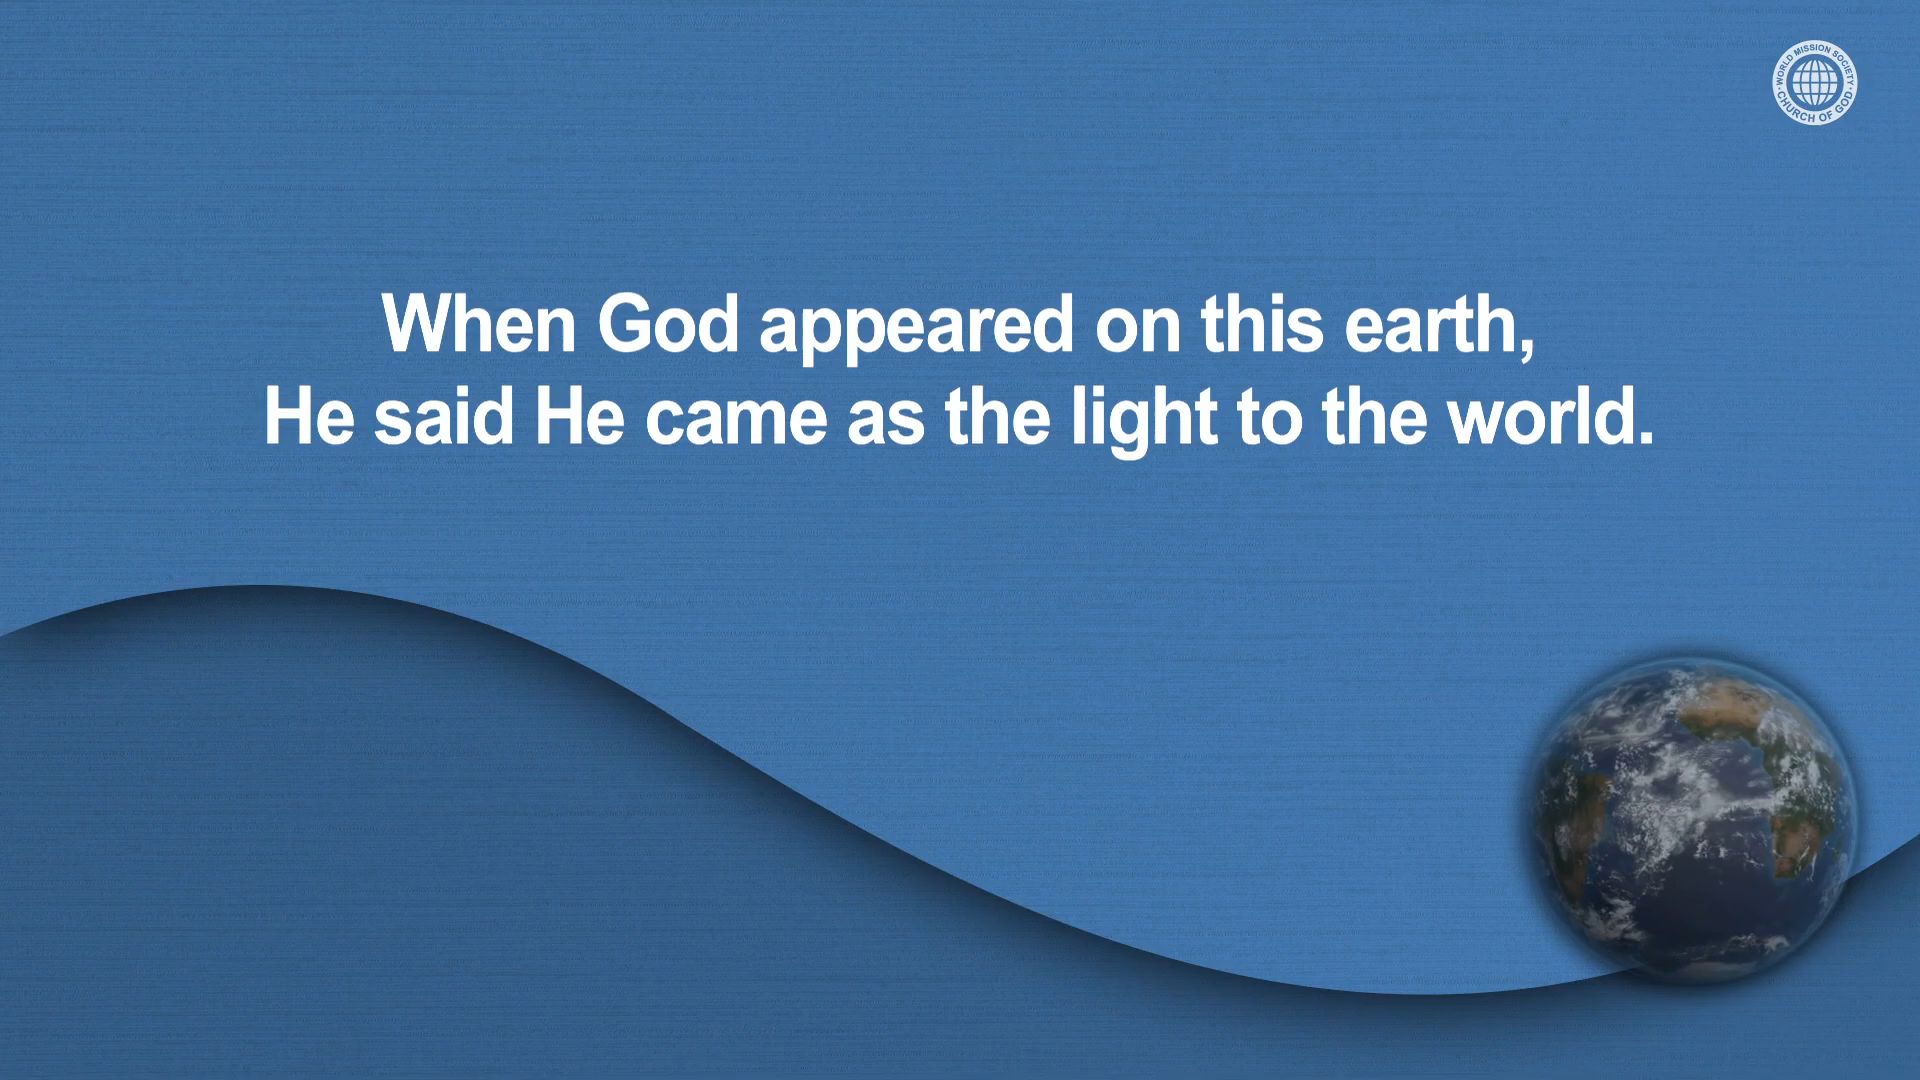 WORLD MISSION SOCIETY
CHURCH OF GOD
When God appeared on this earth,
He said He came as the light to the world.